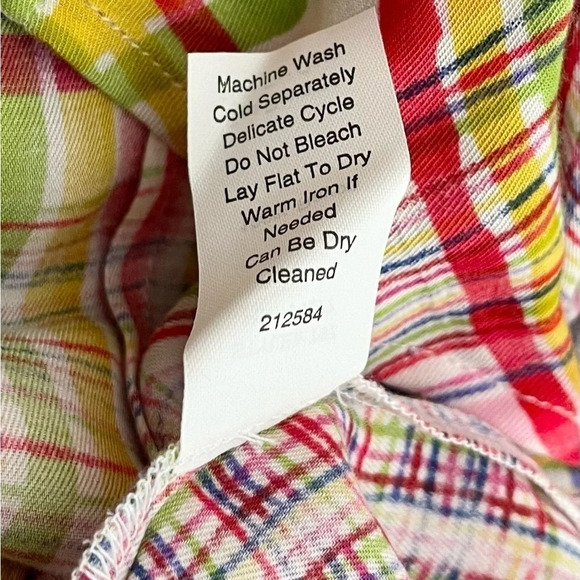 Machine Wash
Cold Separately
Delicate Cycle
Do Not Bleach
Lay Flat To Dry
Warm Iron If
Needed
Can Be Dry
Cleaned
212584